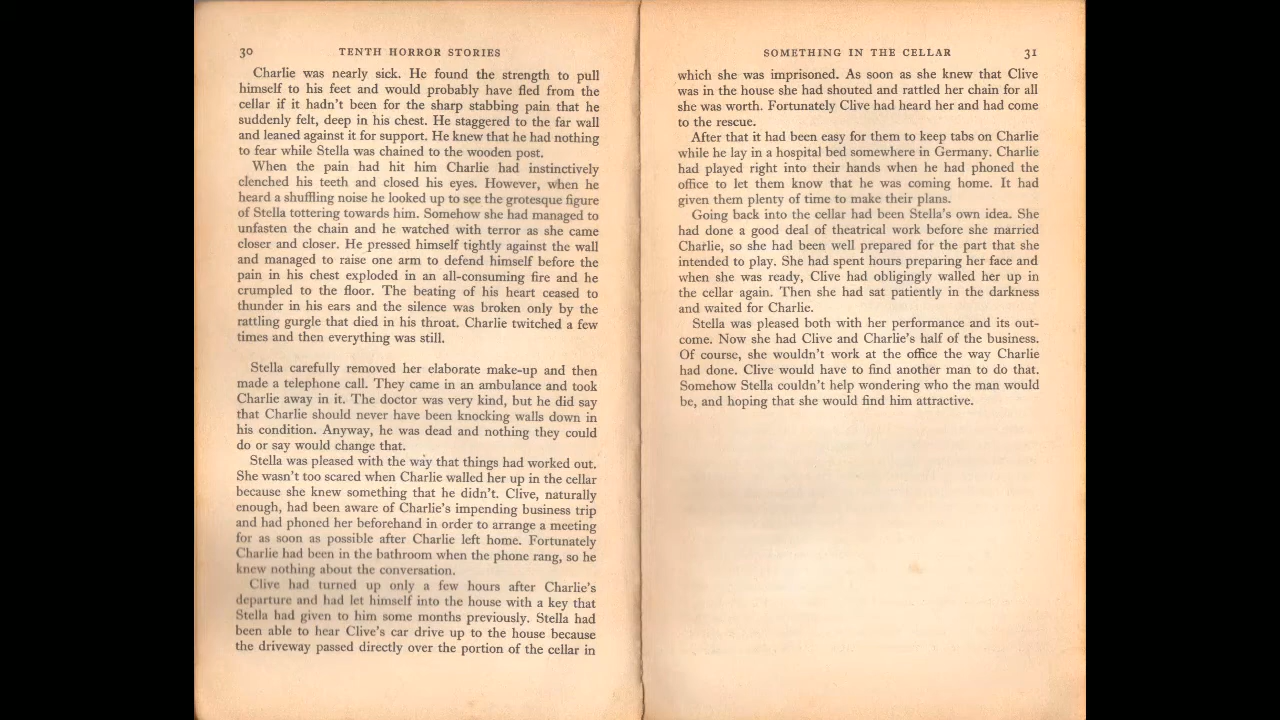 30
TENTH HORROR STORIES
Charlie was nearly sick. He found the strength to pull
himself to his feet and would probably have fled from the
cellar if it hadn't been for the sharp stabbing pain that he
suddenly felt, deep in his chest. He staggered to the far wall
and leaned against it for support. He knew that he had nothing
to fear while Stella was chained to the wooden post.
When the pain had hit him Charlie had instinctively
clenched his teeth and closed his eyes. However, when he
heard a shuffling noise he looked up to see the grotesque figure
of Stella tottering towards him. Somehow she had managed to
unfasten the chain and he watched with terror as she came
closer and closer. He pressed himself tightly against the wall
and managed to raise one arm to defend himself before the
pain in his chest exploded in an all-consuming fire and he
crumpled to the floor. The beating of his heart ceased to
thunder in his ears and the silence was broken only by the
rattling gurgle that died in his throat. Charlie twitched a few
times and then everything was still.
Stella carefully removed her elaborate make-up and then
made a telephone call. They came in an ambulance and took
Charlie away in it. The doctor was very kind, but he did say
that Charlie should never have been knocking walls down in
his condition. Anyway, he was dead and nothing they could
do or say would change that.
Stella was pleased with the way that things had worked out.
She wasn't too scared when Charlie walled her up in the cellar
because she knew something that he didn't. Clive, naturally
enough, had been aware of Charlie's impending business trip
and had phoned her beforehand in order to arrange a meeting
for as soon as possible after Charlie left home. Fortunately
Charlie had been in the bathroom when the phone rang, so he
knew nothing about the conversation.
Clive had turned up only a few hours after Charlie's
departure and had let himself into the house with a key that
Stella had given to him some months previously. Stella had
been able to hear Clive's car drive up to the house because
the driveway passed directly over the portion of the cellar in
SOMETHING IN THE CELLAR
31
which she was imprisoned. As soon as she knew that Clive
was in the house she had shouted and rattled her chain for all
she was worth. Fortunately Clive had heard her and had come
to the rescue.
After that it had been easy for them to keep tabs on Charlie
while he lay in a hospital bed somewhere in Germany. Charlie
had played right into their hands when he had phoned the
office to let them know that he was coming home. It had
given them plenty of time to make their plans.
Going back into the cellar had been Stella's own idea. She
had done a good deal of theatrical work before she married
Charlie, so she had been well prepared for the part that she
intended to play. She had spent hours preparing her face and
when she was ready, Clive had obligingly walled her up in
the cellar again. Then she had sat patiently in the darkness
and waited for Charlie.
Stella was pleased both with her performance and its out-
come. Now she had Clive and Charlie's half of the business.
Of course, she wouldn't work at the office the way Charlie
had done. Clive would have to find another man to do that.
Somehow Stella couldn't help wondering who the man would
be, and hoping that she would find him attractive.